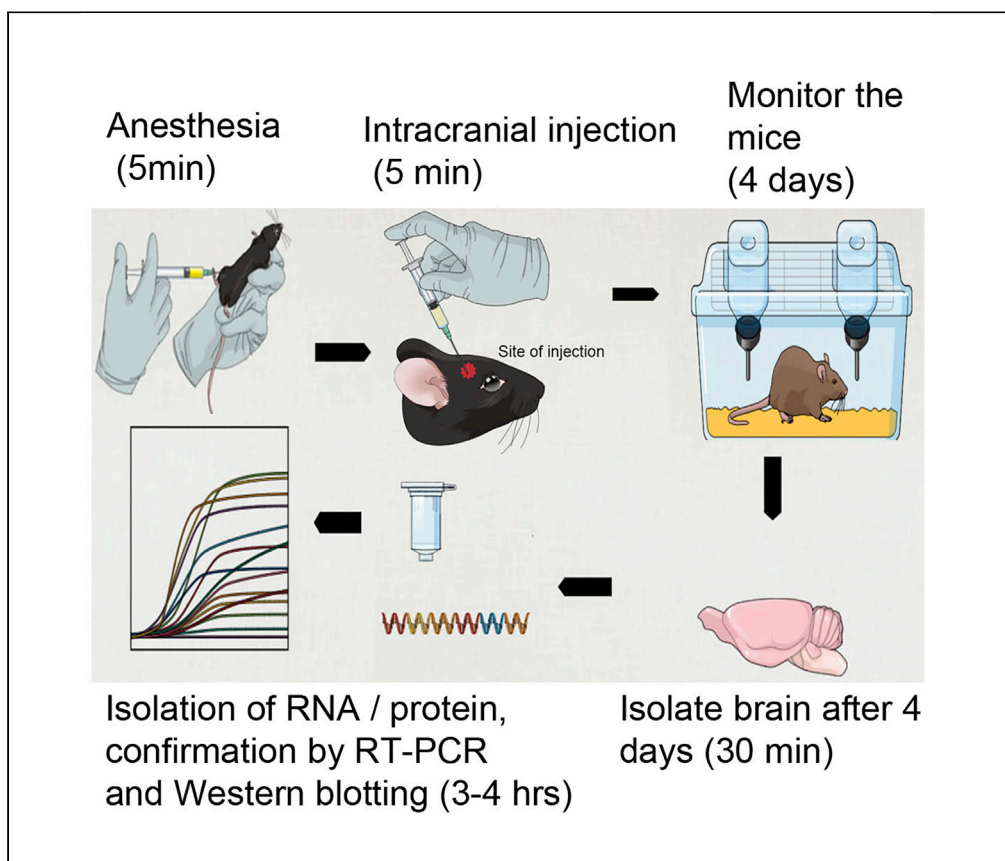 Anesthesia
(5min)
Intracranial injection
(5 min)
Monitor the
mice
(4 days)
Site of injection
Isolate brain after 4
days (30 min)
Isolation of RNA / protein,
confirmation by RT-PCR
and Western blotting (3-4 hrs)